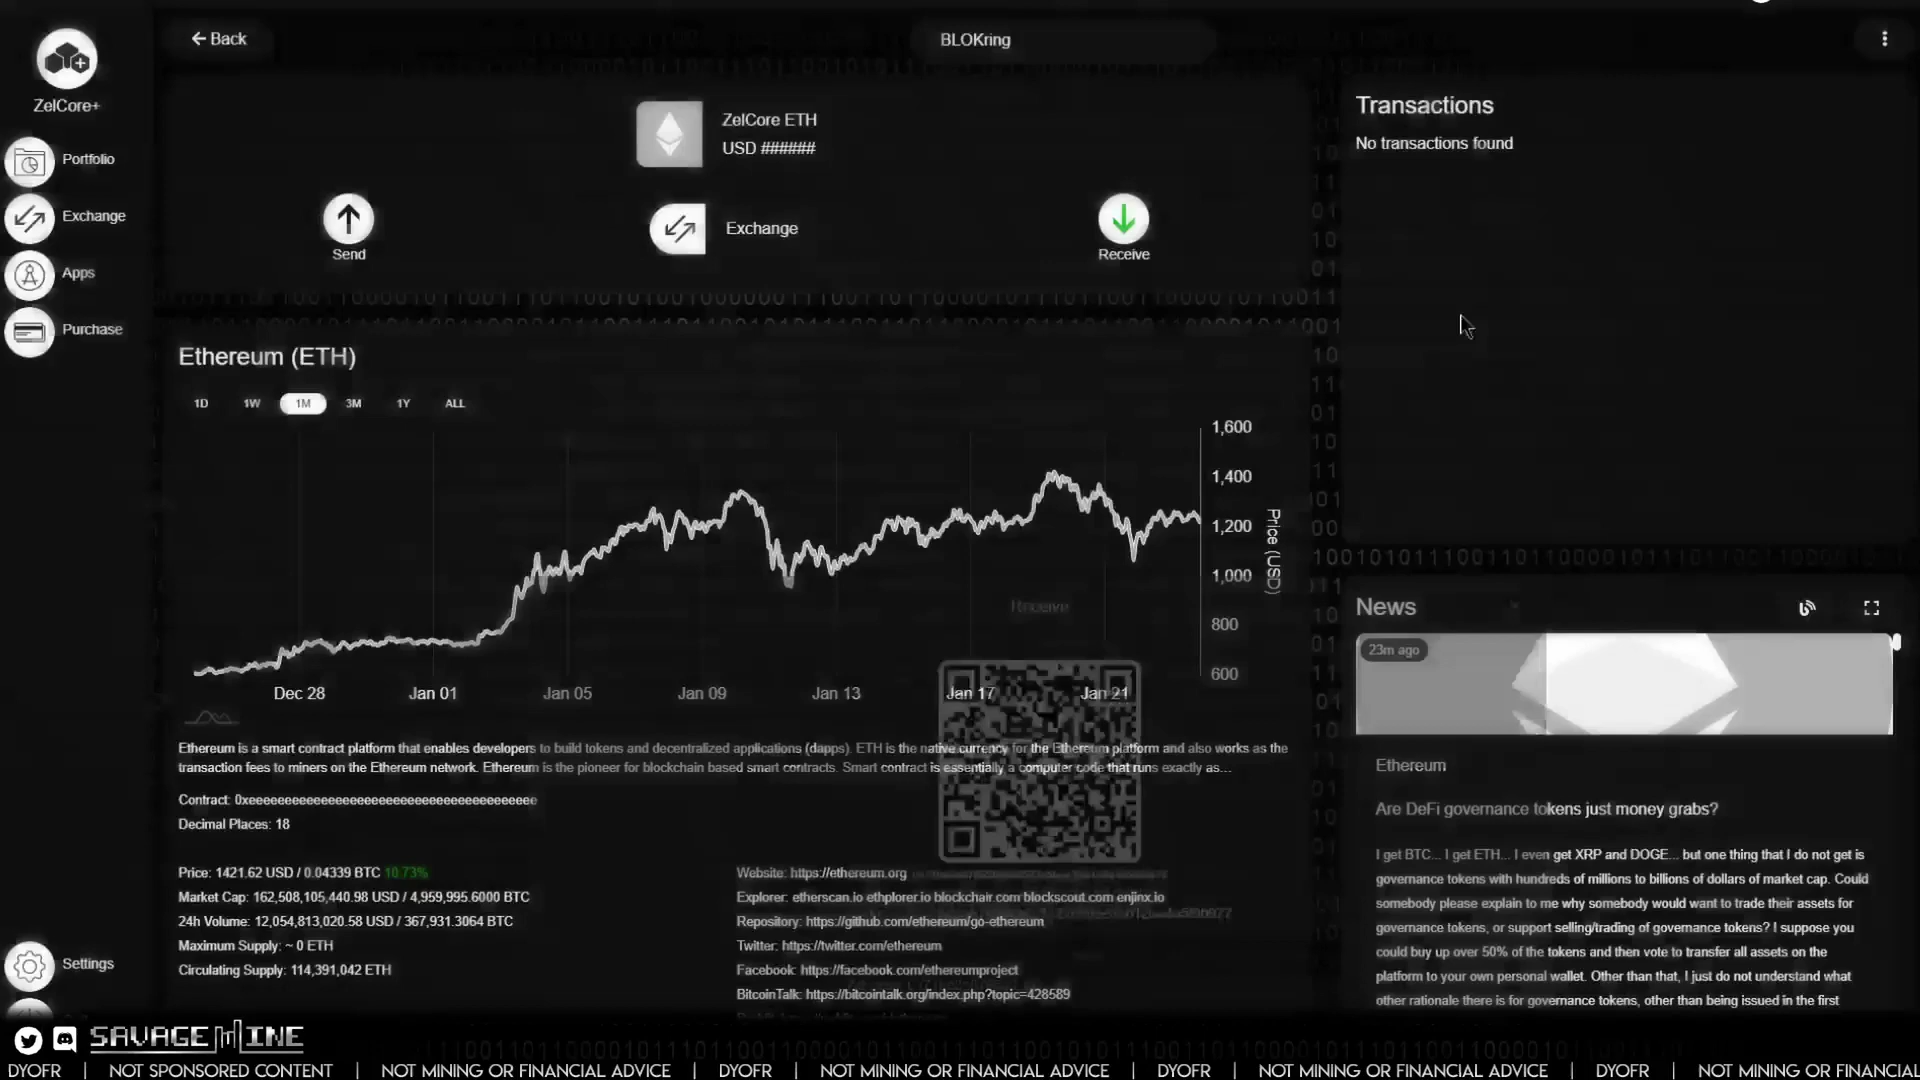 ZelCore+
Portfolio
Exchange
Apps
Purchase
Settings
← Back
BLOKring
ZelCore ETH
USD ######
Send
Exchange
Receive
Ethereum (ETH)
1D 1W 1M 3M 1Y ALL
1,600
1,400
1,200
1,000
800
600
Price (USD)
Receive
Dec 28 Jan 01 Jan 05 Jan 09 Jan 13 Jan 17 Jan 21
Ethereum is a smart contract platform that enables developers to build tokens and decentralized applications (dapps). ETH is the native currency for the Ethereum platform and also works as the
transaction fees to miners on the Ethereum network. Ethereum is the pioneer for blockchain based smart contracts. Smart contract is essentially a computer code that runs exactly as...
Contract: 0xeeeeeeeeeeeeeeeeeeeeeeeeeeeeeeeeeeeeeeee
Decimal Places: 18
Price: 1421.62 USD / 0.04339 BTC 10.73%
Market Cap: 162,508,105,440.98 USD / 4,959,995.6000 BTC
24h Volume: 12,054,813,020.58 USD / 367,931.3064 BTC
Maximum Supply: ~ 0 ETH
Circulating Supply: 114,391,042 ETH
Website: https://ethereum.org
Explorer: etherscan.io ethplorer.io blockchair.com blockscout.com enjinx.io
Repository: https://github.com/ethereum/go-ethereum
Twitter: https://twitter.com/ethereum
Facebook: https://facebook.com/ethereumproject
BitcoinTalk: https://bitcointalk.org/index.php?topic=428589
Transactions
No transactions found
News
23m ago
Ethereum
Are DeFi governance tokens just money grabs?
I get BTC... I get ETH... I even get XRP and DOGE... but one thing that I do not get is
governance tokens with hundreds of millions to billions of dollars of market cap. Could
somebody please explain to me why somebody would want to trade their assets for
governance tokens, or support selling/trading of governance tokens? I suppose you
could buy up over 50% of the tokens and then vote to transfer all assets on the
platform to your own personal wallet. Other than that, I just do not understand what
other rationale there is for governance tokens, other than being issued in the first
SAVAGEMINE
DYOFR | NOT SPONSORED CONTENT | NOT MINING OR FINANCIAL ADVICE | DYOFR | NOT MINING OR FINANCIAL ADVICE | DYOFR | NOT MINING OR FINANCIAL ADVICE | DYOFR | NOT MINING OR FINANCIAL